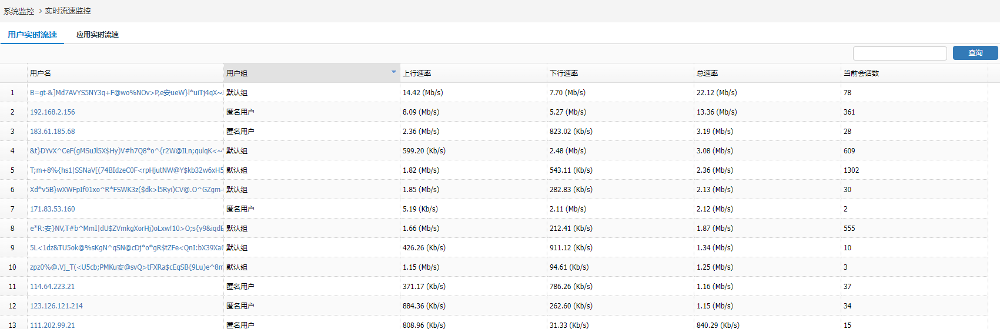 系统监控 > 实时流速监控
用户实时流速 应用实时流速
查询
用户名 用户组 上行速率 下行速率 总速率 当前会话数
1 B=gt-&]Md7AVYS5NY3q+F@wo%NOv>P,e安ueW}l*uiTj4qX~ 默认组 14.42 (Mb/s) 7.70 (Mb/s) 22.12 (Mb/s) 78
2 192.168.2.156 匿名用户 8.09 (Mb/s) 5.27 (Mb/s) 13.36 (Mb/s) 361
3 183.61.185.68 匿名用户 2.36 (Mb/s) 823.02 (Kb/s) 3.19 (Mb/s) 28
4 &t}DYvX^CeF(gMSuJl5X$Hy)V#h7Q8*o^{r2W@ILn;qulqK<~ 默认组 599.20 (Kb/s) 2.48 (Mb/s) 3.08 (Mb/s) 609
5 T;m+8%{hs1|SSNaV[(74BIdzeC0F<rpHjutNW@Y$kb32w6xH5 默认组 1.82 (Mb/s) 543.11 (Kb/s) 2.36 (Mb/s) 1302
6 Xd*v5B}wXWFpIf01xo^R*FSWK3z($dk>l5Ryi)CV@.O^GZgm- 默认组 1.85 (Mb/s) 282.83 (Kb/s) 2.13 (Mb/s) 30
7 171.83.53.160 匿名用户 5.19 (Kb/s) 2.11 (Mb/s) 2.12 (Mb/s) 2
8 e*R:安}NV,T#b^MmI|dU$ZVmkgXorHj)oLxw!10>O;s{y9&iqdE 默认组 1.66 (Mb/s) 212.41 (Kb/s) 1.87 (Mb/s) 555
9 5L<1dz&TU5ok@%sKgN^qSN@cDj*o*gR$tZFe<QnI:bX39Xa 默认组 426.26 (Kb/s) 911.12 (Kb/s) 1.34 (Mb/s) 10
10 zpz0%@.Vj_T(<U5cb;PMKu安@svQ>tFXRa$cEqSB{9Lu)e^8m 默认组 1.15 (Mb/s) 94.61 (Kb/s) 1.25 (Mb/s) 3
11 114.64.223.21 匿名用户 371.17 (Kb/s) 786.26 (Kb/s) 1.16 (Mb/s) 37
12 123.126.121.214 匿名用户 884.36 (Kb/s) 262.60 (Kb/s) 1.15 (Mb/s) 34
13 111.202.99.21 匿名用户 808.96 (Kb/s) 31.33 (Kb/s) 840.29 (Kb/s) 15